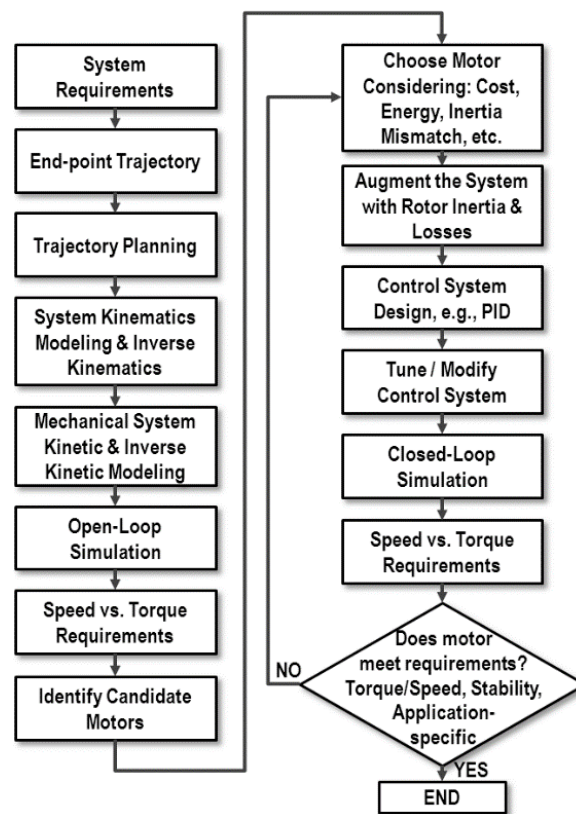 System
Requirements
End-point Trajectory
Trajectory Planning
System Kinematics
Modeling & Inverse
Kinematics
Mechanical System
Kinetic & Inverse
Kinetic Modeling
Open-Loop
Simulation
Speed vs. Torque
Requirements
Identify Candidate
Motors
Choose Motor
Considering: Cost,
Energy, Inertia
Mismatch, etc.
Augment the System
with Rotor Inertia &
Losses
Control System
Design, e.g., PID
Tune / Modify
Control System
Closed-Loop
Simulation
Speed vs. Torque
Requirements
Does motor
meet requirements?
Torque/Speed, Stability,
Application-
specific
NO
YES
END